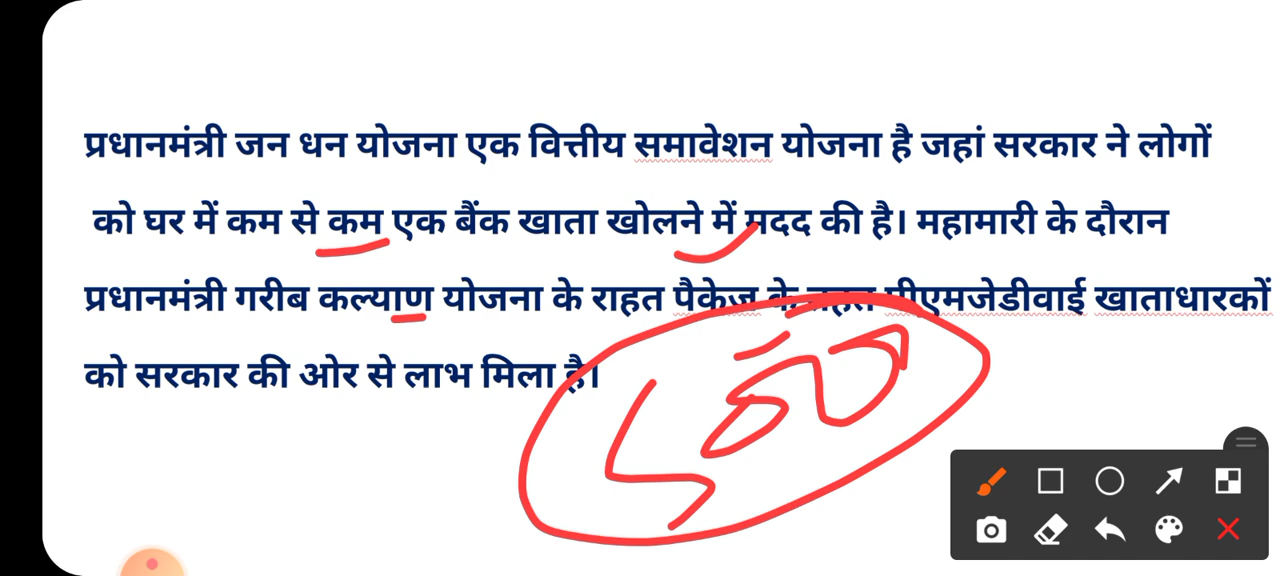 प्रधानमंत्री जन धन योजना एक वित्तीय समावेशन योजना है जहां सरकार ने लोगों
को घर में कम से कम एक बैंक खाता खोलने में मदद की है। महामारी के दौरान
प्रधानमंत्री गरीब कल्याण योजना के राहत पैकेज के तहत पीएमजेडीवाई खाताधारकों
को सरकार की ओर से लाभ मिला है।